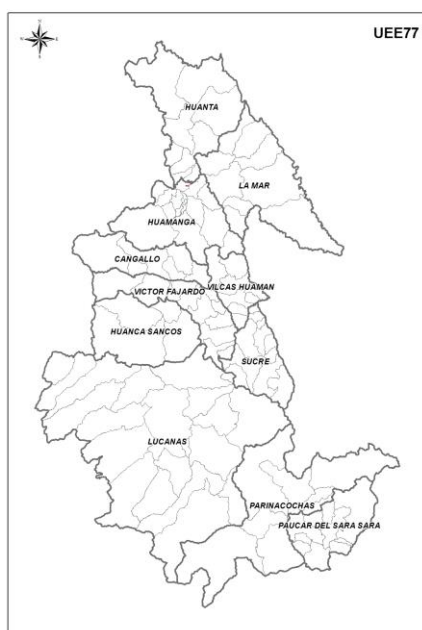 UEE77
HUANTA
LA MAR
HUAMANGA
CANGALLO
VICTOR FAJARDO
VILCAS HUAMAN
HUANCA SANCOS
SUCRE
LUCANAS
PARINACOCHAS
PAUCAR DEL SARA SARA